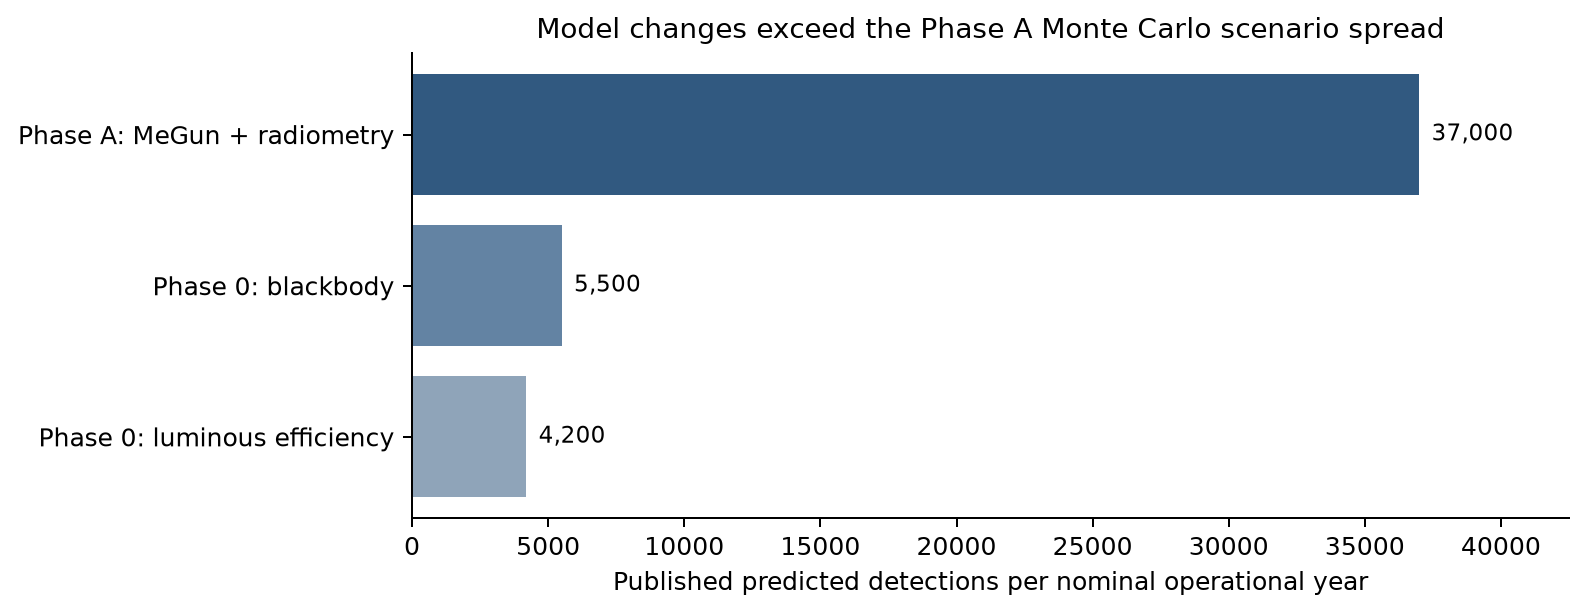 Model changes exceed the Phase A Monte Carlo scenario spread
Phase A: MeGun + radiometry
37,000
Phase 0: blackbody
5,500
Phase 0: luminous efficiency
4,200
0 5000 10000 15000 20000 25000 30000 35000 40000
Published predicted detections per nominal operational year